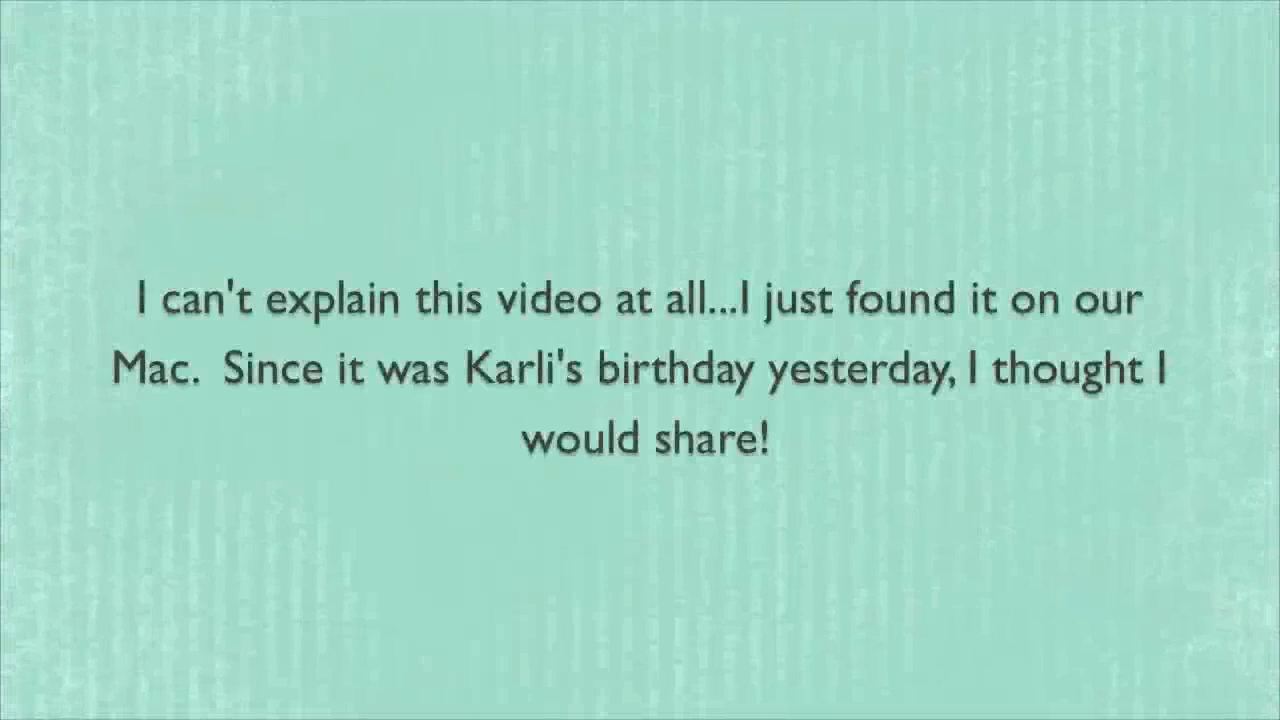 I can't explain this video at all...I just found it on our
Mac.  Since it was Karli's birthday yesterday, I thought I
would share!